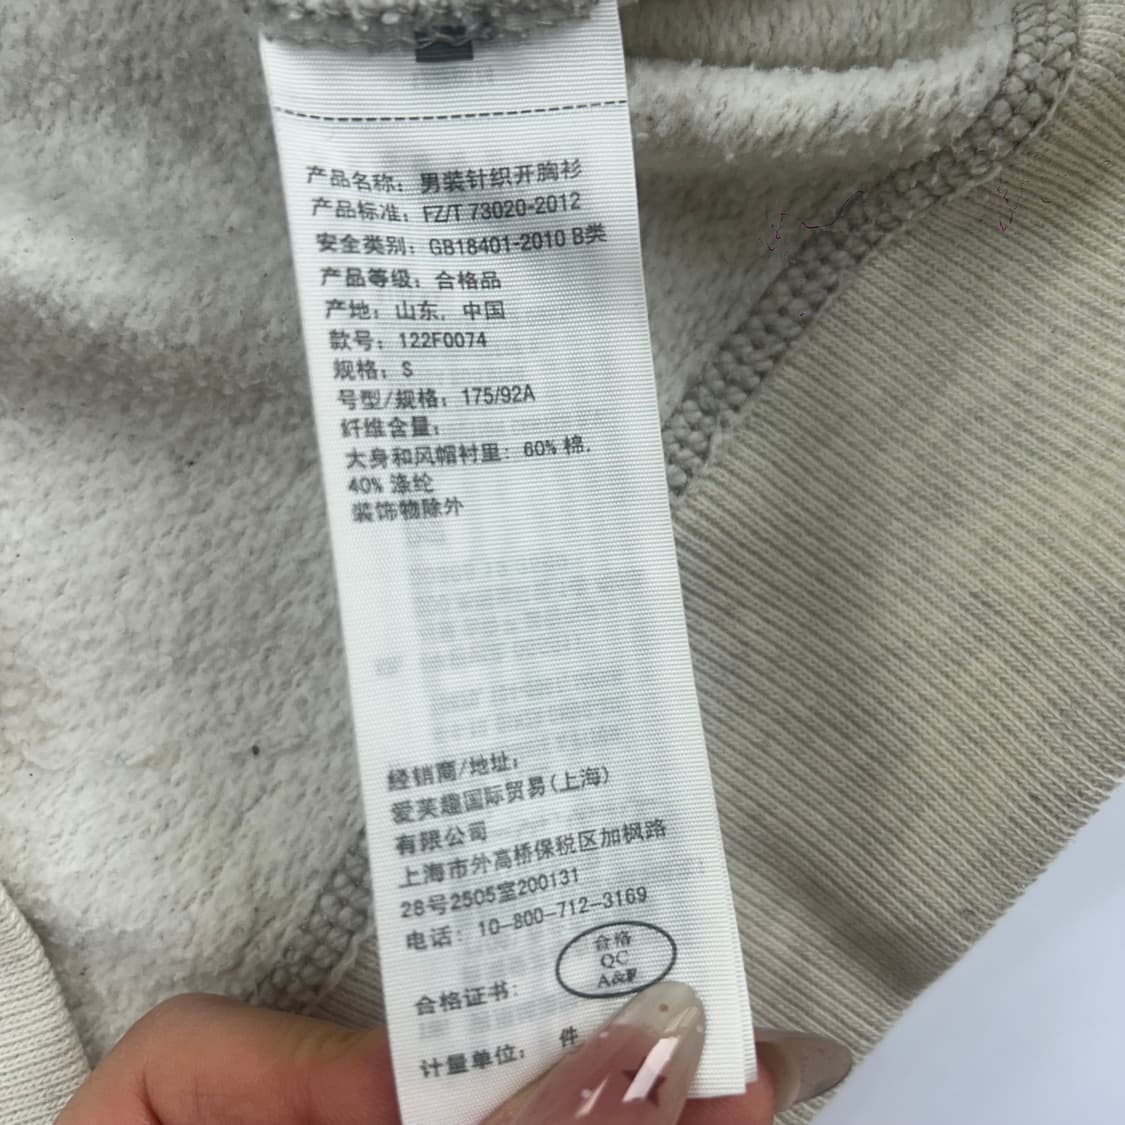 产品名称：男装针织开胸衫
产品标准：FZ/T 73020-2012
安全类别：GB18401-2010 B类
产品等级：合格品
产地：山东，中国
款号：122F0074
规格：S
号型/规格：175/92A
纤维含量：
大身和风帽衬里：60% 棉，
40% 涤纶
装饰物除外
经销商/地址：
爱芙趣国际贸易(上海)
有限公司
上海市外高桥保税区加枫路
28号2505室200131
电话：10-800-712-3169
合格
QC
A&F
合格证书：
计量单位： 件